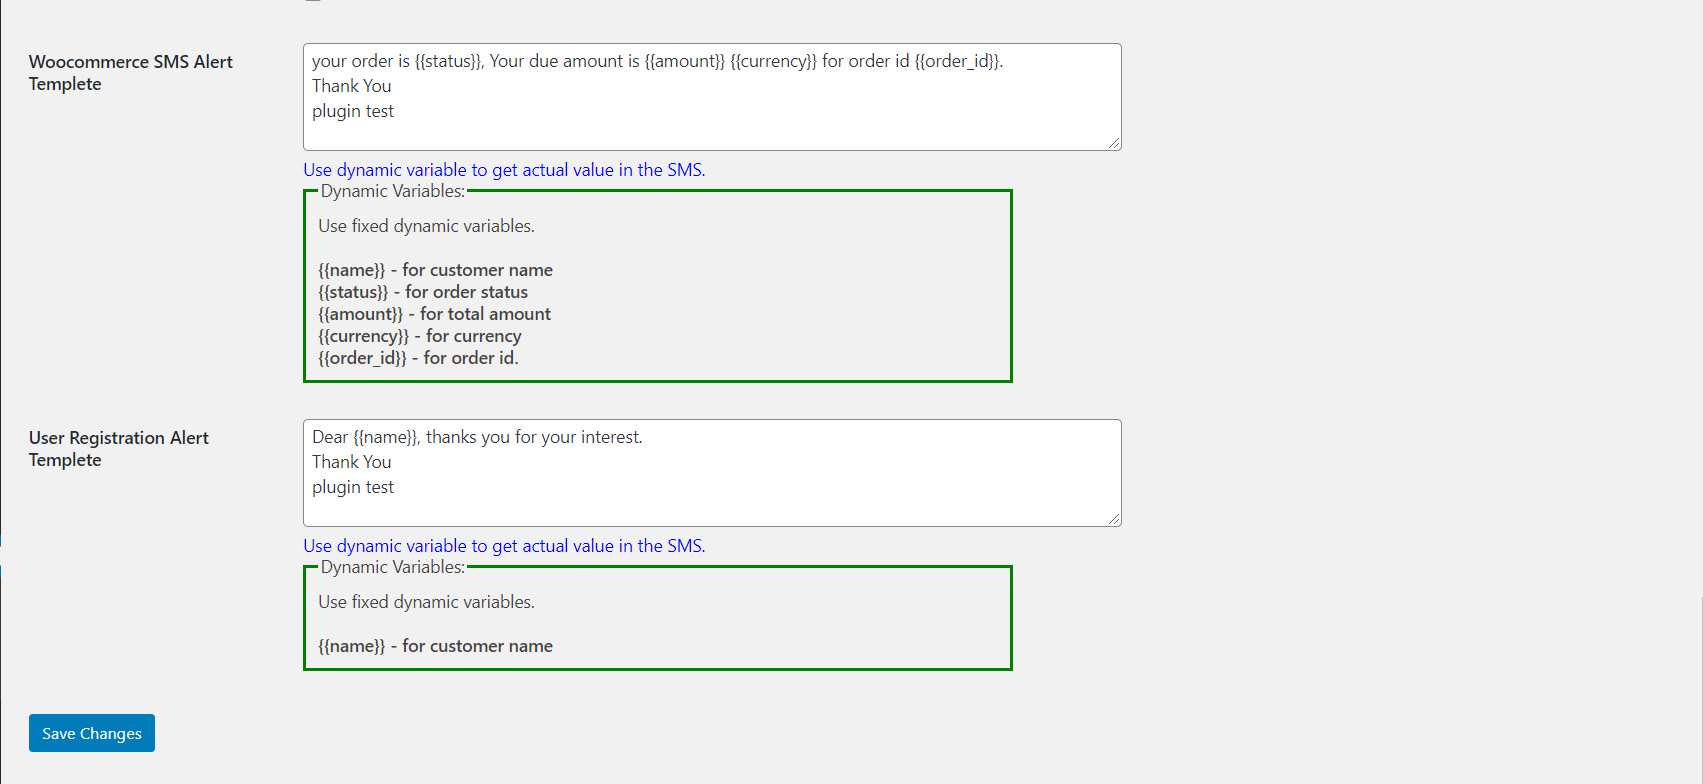 Woocommerce SMS Alert
Templete
your order is {{status}}, Your due amount is {{amount}} {{currency}} for order id {{order_id}}.
Thank You
plugin test
Use dynamic variable to get actual value in the SMS.
Dynamic Variables:
Use fixed dynamic variables.
{{name}} - for customer name
{{status}} - for order status
{{amount}} - for total amount
{{currency}} - for currency
{{order_id}} - for order id.
User Registration Alert
Templete
Dear {{name}}, thanks you for your interest.
Thank You
plugin test
Use dynamic variable to get actual value in the SMS.
Dynamic Variables:
Use fixed dynamic variables.
{{name}} - for customer name
Save Changes